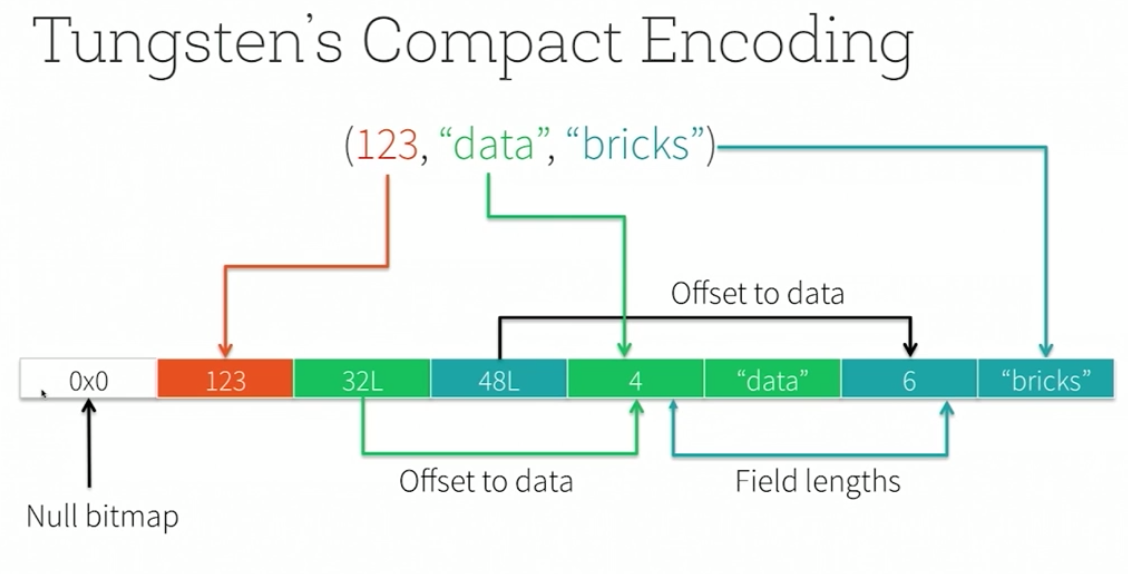 Tungsten's Compact Encoding
(123, “data”, “bricks”)
Offset to data
0x0 123 32L 48L 4 “data” 6 “bricks”
Offset to data Field lengths
Null bitmap